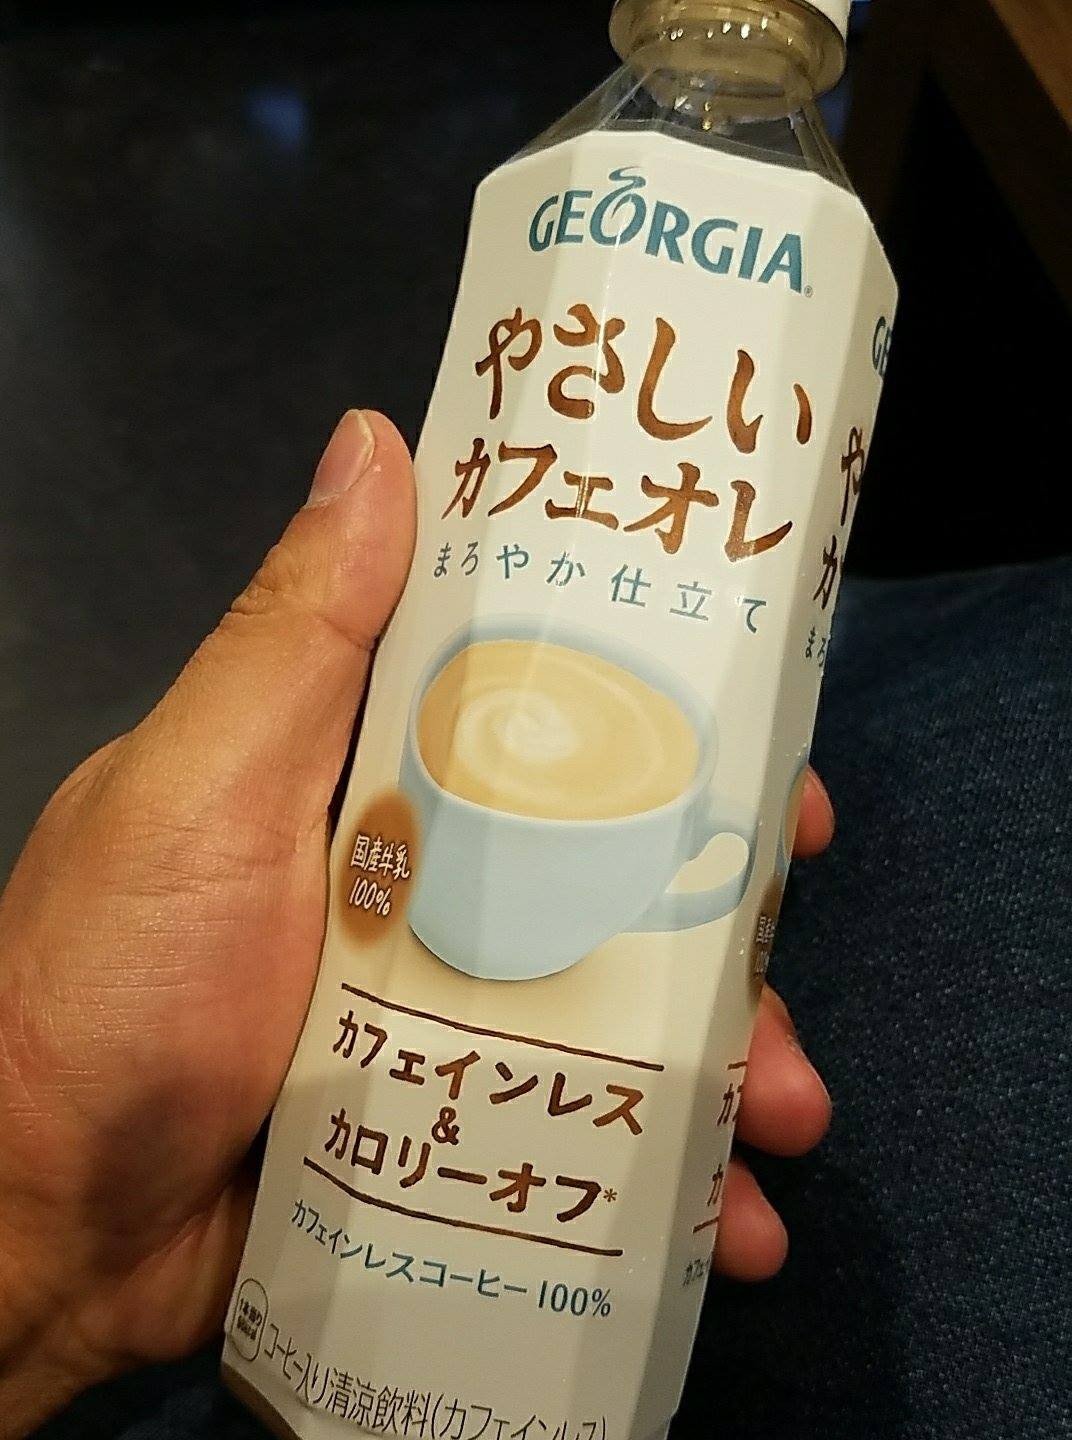 GEORGIA®
やさしい
カフェオレ
まろやか仕立て
国産牛乳
100%
カフェインレス
&
カロリーオフ*
カフェインレスコーヒー100%
コーヒー入り清涼飲料(カフェインレス)